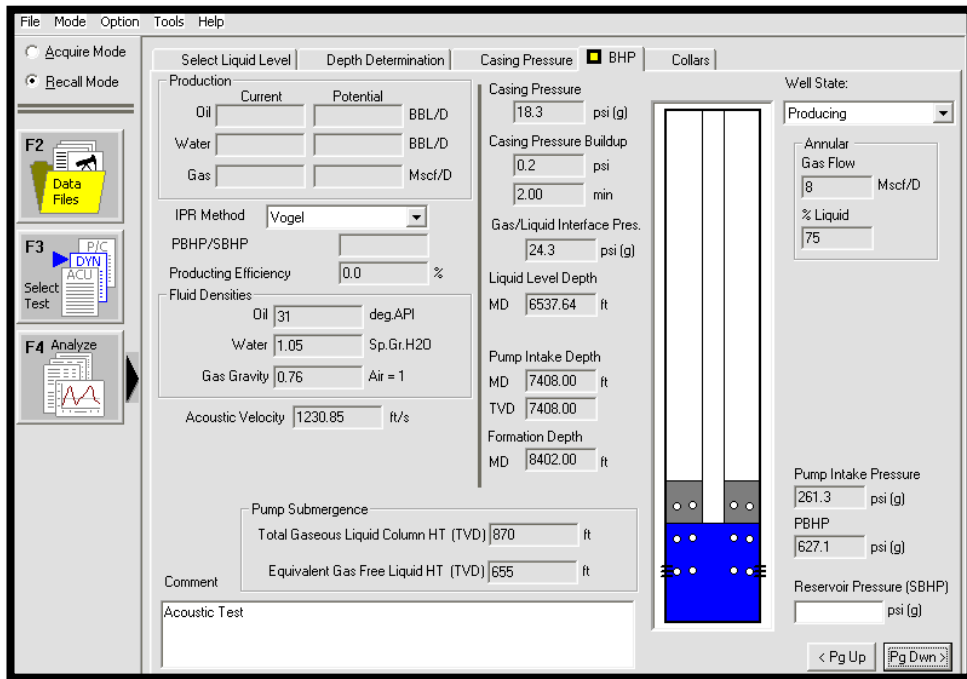 File Mode Option Tools Help
Acquire Mode
Recall Mode
F2
Data
Files
F3
P/C
DYN
ACU
Select
Test
F4 Analyze
Select Liquid Level Depth Determination Casing Pressure BHP Collars
Production
Current Potential
Oil BBL/D
Water BBL/D
Gas Mscf/D
IPR Method Vogel
PBHP/SBHP
Producting Efficiency 0.0 %
Fluid Densities
Oil 31 deg.API
Water 1.05 Sp.Gr.H2O
Gas Gravity 0.76 Air = 1
Acoustic Velocity 1230.85 ft/s
Casing Pressure
18.3 psi (g)
Casing Pressure Buildup
0.2 psi
2.00 min
Gas/Liquid Interface Pres.
24.3 psi (g)
Liquid Level Depth
MD 6537.64 ft
Pump Intake Depth
MD 7408.00 ft
TVD 7408.00 ft
Formation Depth
MD 8402.00 ft
Pump Submergence
Total Gaseous Liquid Column HT (TVD) 870 ft
Equivalent Gas Free Liquid HT (TVD) 655 ft
Comment
Acoustic Test
Well State:
Producing
Annular
Gas Flow
8 Mscf/D
% Liquid
75
Pump Intake Pressure
261.3 psi (g)
PBHP
627.1 psi (g)
Reservoir Pressure (SBHP)
psi (g)
< Pg Up Pg Dwn >